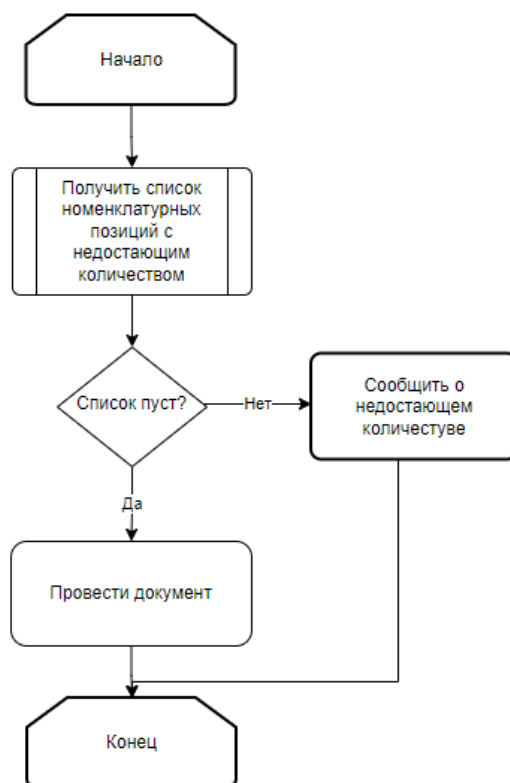 Начало
Получить список
номенклатурных
позиций с
недостающим
количеством
Список пуст?
Нет
Сообщить о
недостающем
количестуве
Да
Провести документ
Конец